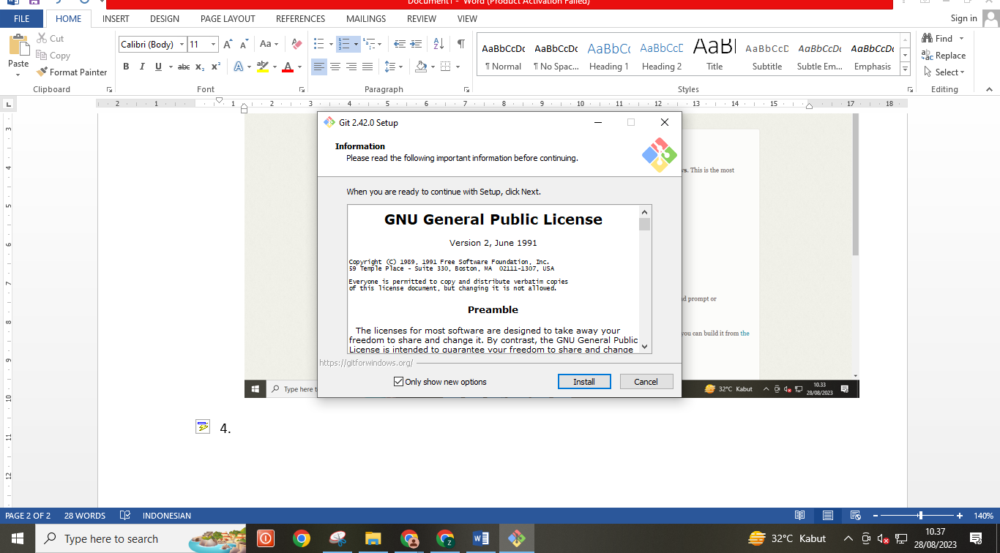 Document1 - Word (Product Activation Failed)
FILE
HOME
INSERT
DESIGN
PAGE LAYOUT
REFERENCES
MAILINGS
REVIEW
VIEW
Sign in
Paste
Cut
Copy
Format Painter
Clipboard
Calibri (Body)
11
Font
Paragraph
AaBbCcDc
¶ Normal
AaBbCcDc
¶ No Spac...
AaBbCc
Heading 1
AaBbCcD
Heading 2
AaBl
Title
AaBbCcD
Subtitle
AaBbCcDc
Subtle Em...
AaBbCcDc
Emphasis
Styles
Find
Replace
Select
Editing
2 1 1 2 3 4 5 6 7 8 9 10 11 12 13 14 15 17 18
3
4
5
6
7
8
9
10
11
12
Git 2.42.0 Setup
Information
Please read the following important information before continuing.
When you are ready to continue with Setup, click Next.
GNU General Public License
Version 2, June 1991
Copyright (C) 1989, 1991 Free Software Foundation, Inc.
59 Temple Place - Suite 330, Boston, MA 02111-1307, USA
Everyone is permitted to copy and distribute verbatim copies
of this license document, but changing it is not allowed.
Preamble
The licenses for most software are designed to take away your
freedom to share and change it. By contrast, the GNU General Public
License is intended to guarantee your freedom to share and change
https://gitforwindows.org/
Only show new options
Install
Cancel
This is the most
prompt or
you can build it from the
Type here t
32°C Kabut
10.33
28/08/2023
4.
PAGE 2 OF 2
28 WORDS
INDONESIAN
140%
Type here to search
32°C Kabut
10.37
28/08/2023